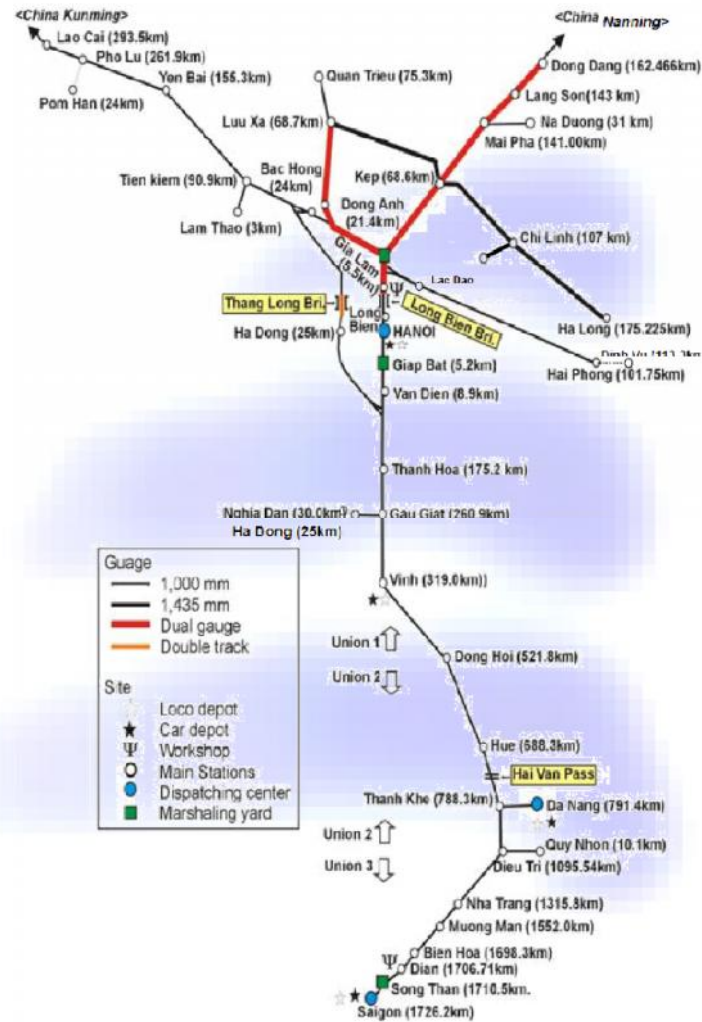 <China Kunming>
<China Nanning>
Lao Cai (293.5km)
Pho Lu (261.9km)
Yen Bai (155.3km)
Pom Han (24km)
Quan Trieu (75.3km)
Dong Dang (162.466km)
Lang Son(143 km)
Na Duong (31 km)
Mai Pha (141.00km)
Luu Xa (68.7km)
Bac Hong
(24km)
Kep (68.6km)
Tien kiem (90.9km)
Dong Anh
(21.4km)
Lam Thao (3km)
Chi Linh (107 km)
Gia Lam
(5.5km)
Lac Dao
Ψ
Thang Long Bri.
Long
Bien
Long Bien Bri.
Ha Long (175.225km)
Ha Dong (25km)
HANOI
Dinh Vu
Hai Phong (101.75km)
Giap Bat (5.2km)
Van Dien (8.9km)
Thanh Hoa (175.2 km)
Nghia Dan (30.0km)
Gau Giat (260.9km)
Ha Dong (25km)
Guage
1,000 mm
1,435 mm
Dual gauge
Double track
Site
Loco depot
Car depot
Ψ Workshop
Main Stations
Dispatching center
Marshaling yard
Vinh (319.0km))
Union 1
Union 2
Dong Hoi (521.8km)
Hue (688.3km)
Hai Van Pass
Thanh Khe (788.3km)
Da Nang (791.4km)
Union 2
Union 3
Quy Nhon (10.1km)
Dieu Tri (1095.54km)
Nha Trang (1315.8km)
Muong Man (1552.0km)
Bien Hoa (1698.3km)
Ψ
Dian (1706.71km)
Song Than (1710.5km.
Saigon (1726.2km)